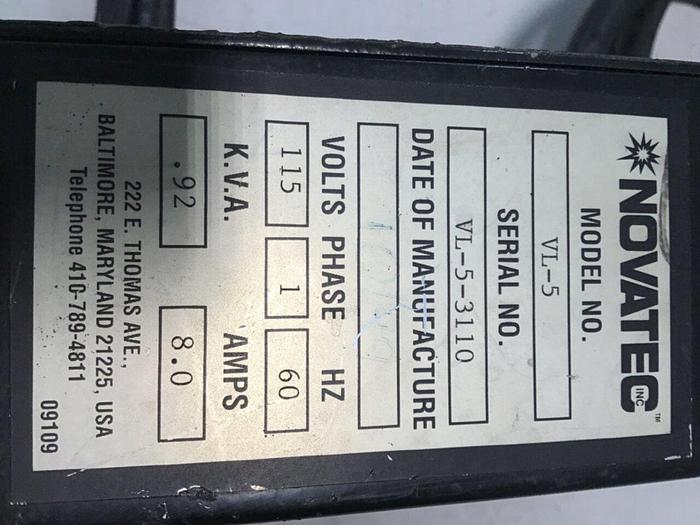 NOVATEC INC ™
MODEL NO.
VL-5
SERIAL NO.
VL-5-3110
DATE OF MANUFACTURE
VOLTS PHASE HZ
115 1 60
K.V.A. AMPS
.92 8.0
222 E. THOMAS AVE.,
BALTIMORE, MARYLAND 21225, USA
Telephone 410-789-4811
09109